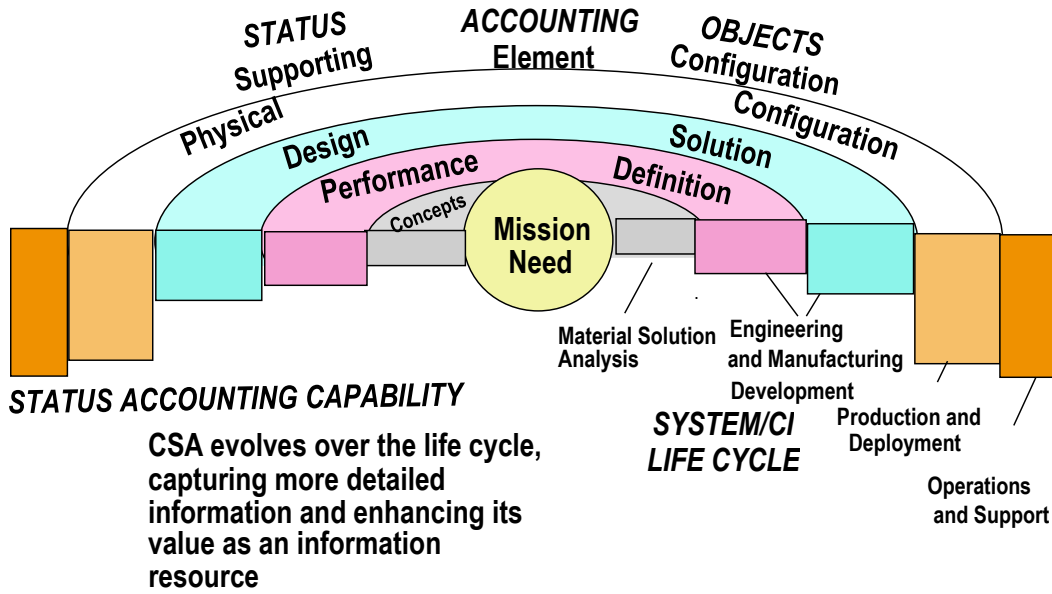 STATUS ACCOUNTING OBJECTS
Supporting Element Configuration
Physical Configuration
Design Solution
Performance Definition
Concepts
Mission
Need
Material Solution
Analysis
Engineering
and Manufacturing
Development
Production and
Deployment
Operations
and Support
SYSTEM/CI
LIFE CYCLE
STATUS ACCOUNTING CAPABILITY
CSA evolves over the life cycle,
capturing more detailed
information and enhancing its
value as an information
resource